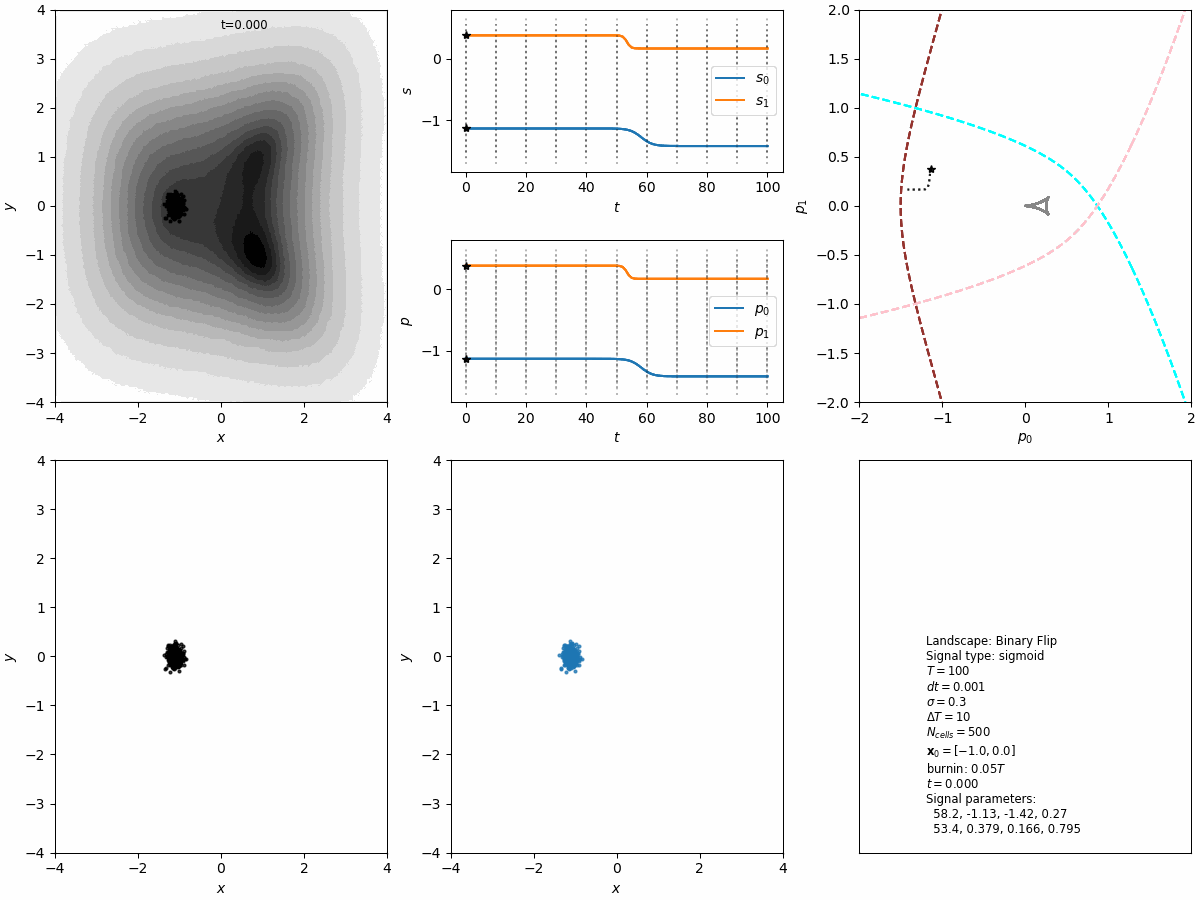 t=0.000
4
3
2
1
0
−1
−2
−3
−4
y
−4
−2
0
2
4
x
s
0
−1
s₀
s₁
0
20
40
60
80
100
t
p
0
−1
p₀
p₁
0
20
40
60
80
100
t
2.0
1.5
1.0
0.5
0.0
−0.5
−1.0
−1.5
−2.0
p₁
−2
−1
0
1
2
p₀
4
3
2
1
0
−1
−2
−3
−4
y
−4
−2
0
2
4
x
4
3
2
1
0
−1
−2
−3
−4
y
−4
−2
0
2
4
x
Landscape: Binary Flip
Signal type: sigmoid
T = 100
dt = 0.001
σ = 0.3
ΔT = 10
N_cells = 500
x₀ = [−1.0, 0.0]
burnin: 0.05T
t = 0.000
Signal parameters:
58.2, -1.13, -1.42, 0.27
53.4, 0.379, 0.166, 0.795